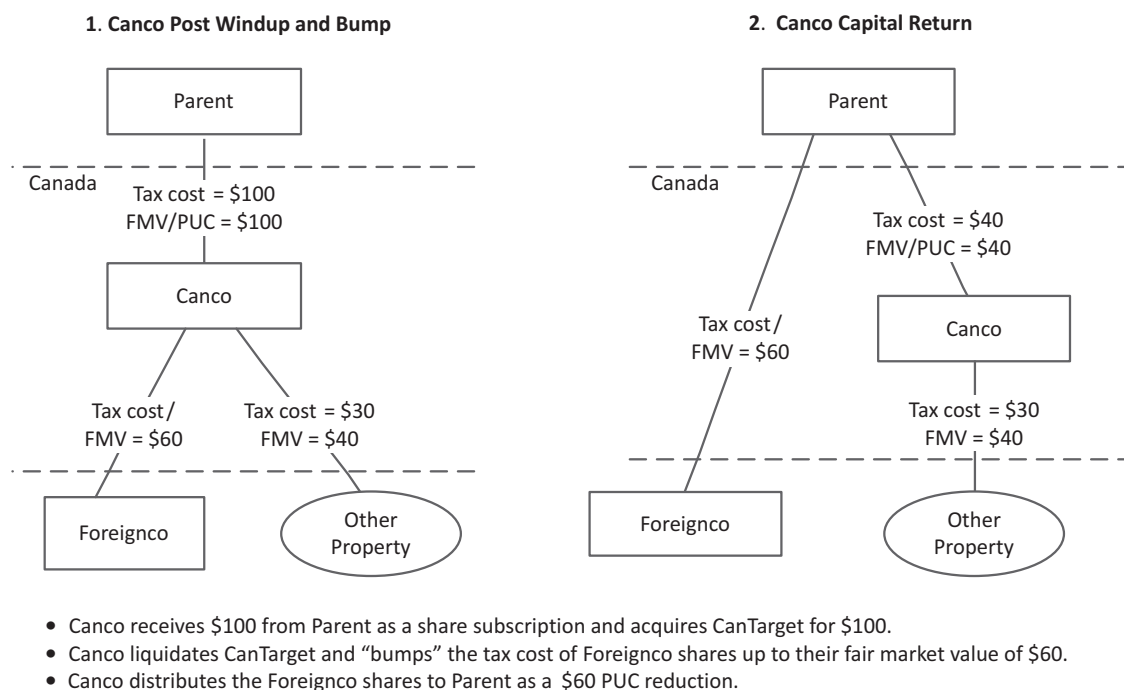 1. Canco Post Windup and Bump
Parent
Canada
Tax cost = $100
FMV/PUC = $100
Canco
Tax cost/
FMV = $60
Tax cost = $30
FMV = $40
Foreignco
Other
Property
2. Canco Capital Return
Parent
Canada
Tax cost = $40
FMV/PUC = $40
Tax cost/
FMV = $60
Canco
Tax cost = $30
FMV = $40
Foreignco
Other
Property
• Canco receives $100 from Parent as a share subscription and acquires CanTarget for $100.
• Canco liquidates CanTarget and “bumps” the tax cost of Foreignco shares up to their fair market value of $60.
• Canco distributes the Foreignco shares to Parent as a $60 PUC reduction.